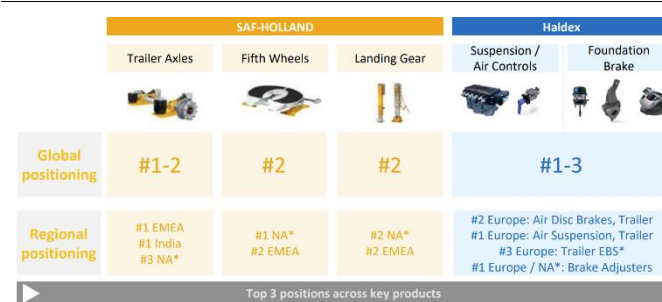 SAF-HOLLAND
Haldex
Trailer Axles
Fifth Wheels
Landing Gear
Suspension /
Air Controls
Foundation
Brake
Global
positioning
#1-2
#2
#2
#1-3
Regional
positioning
#1 EMEA
#1 India
#3 NA*
#1 NA*
#2 EMEA
#2 NA*
#2 EMEA
#2 Europe: Air Disc Brakes, Trailer
#1 Europe: Air Suspension, Trailer
#3 Europe: Trailer EBS*
#1 Europe / NA*: Brake Adjusters
Top 3 positions across key products